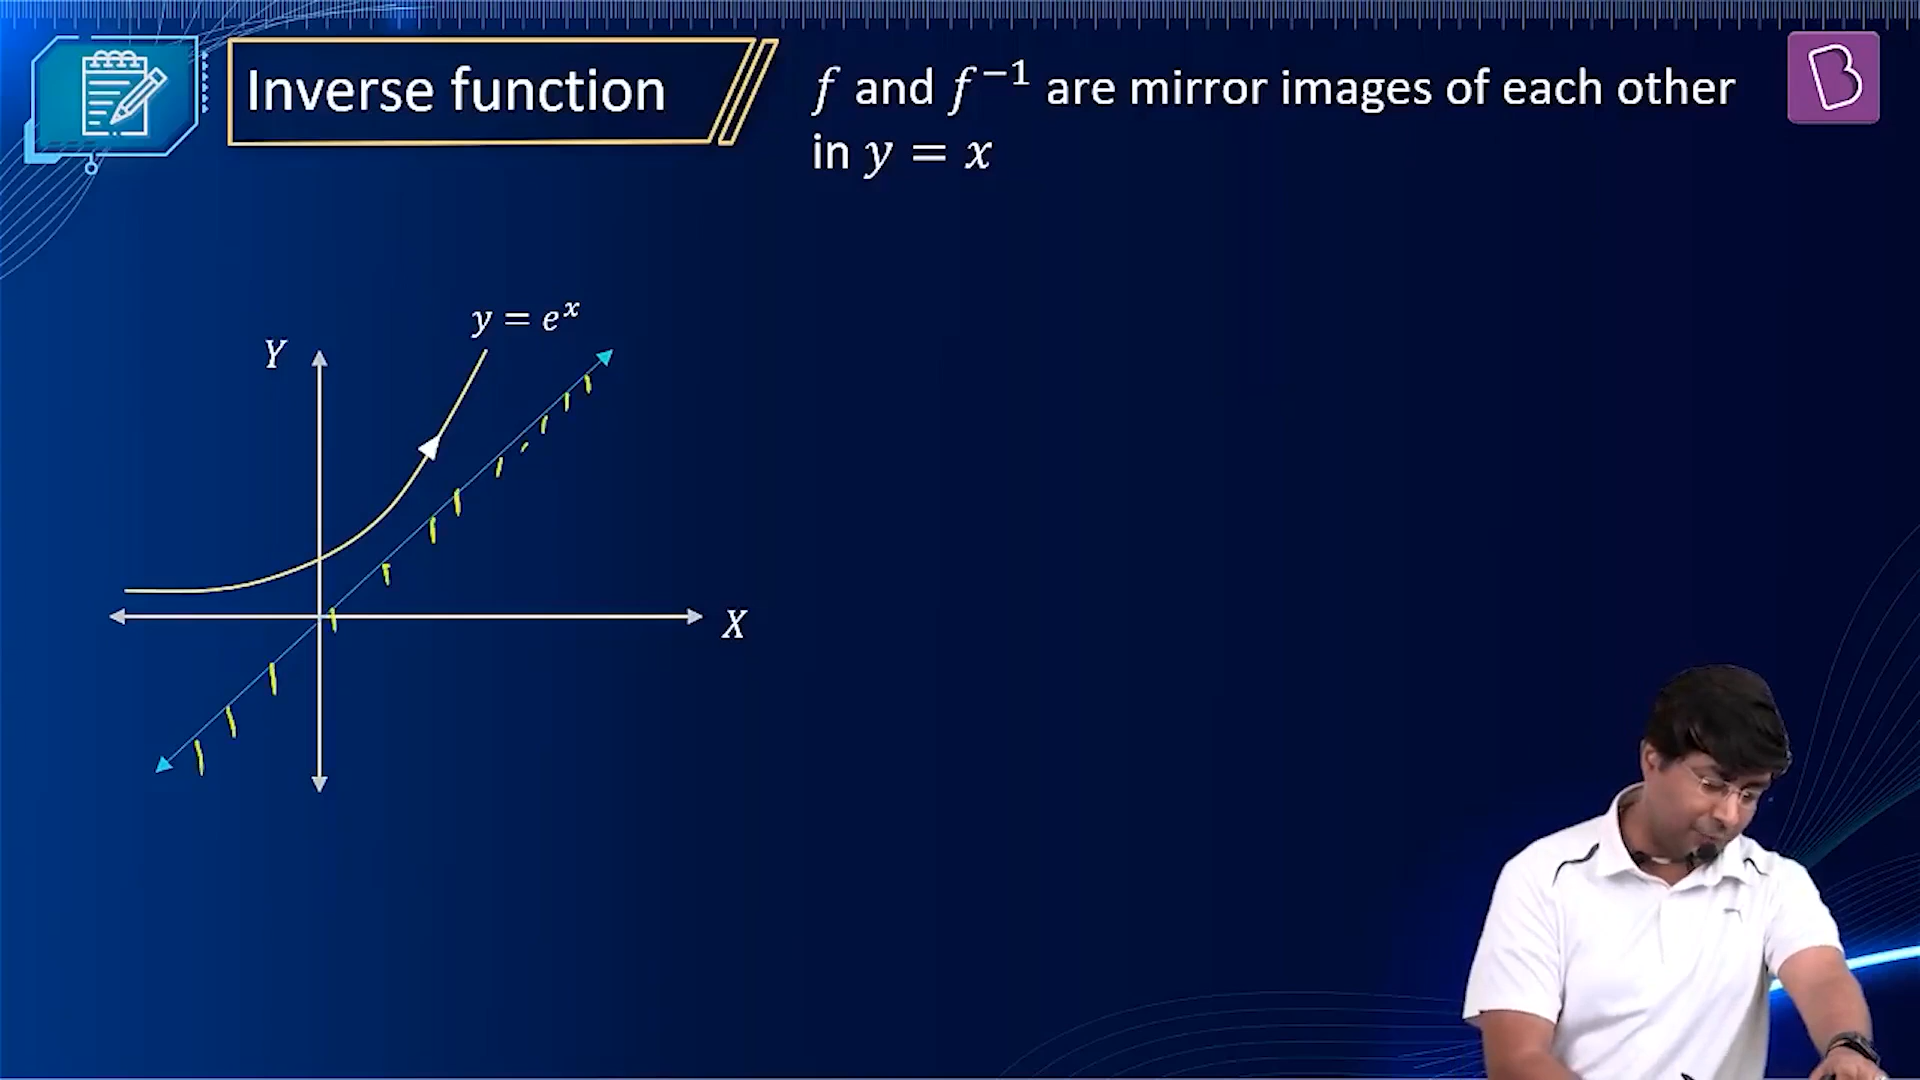 Inverse function
f and f⁻¹ are mirror images of each other
in y = x
B
y = eˣ
Y
X